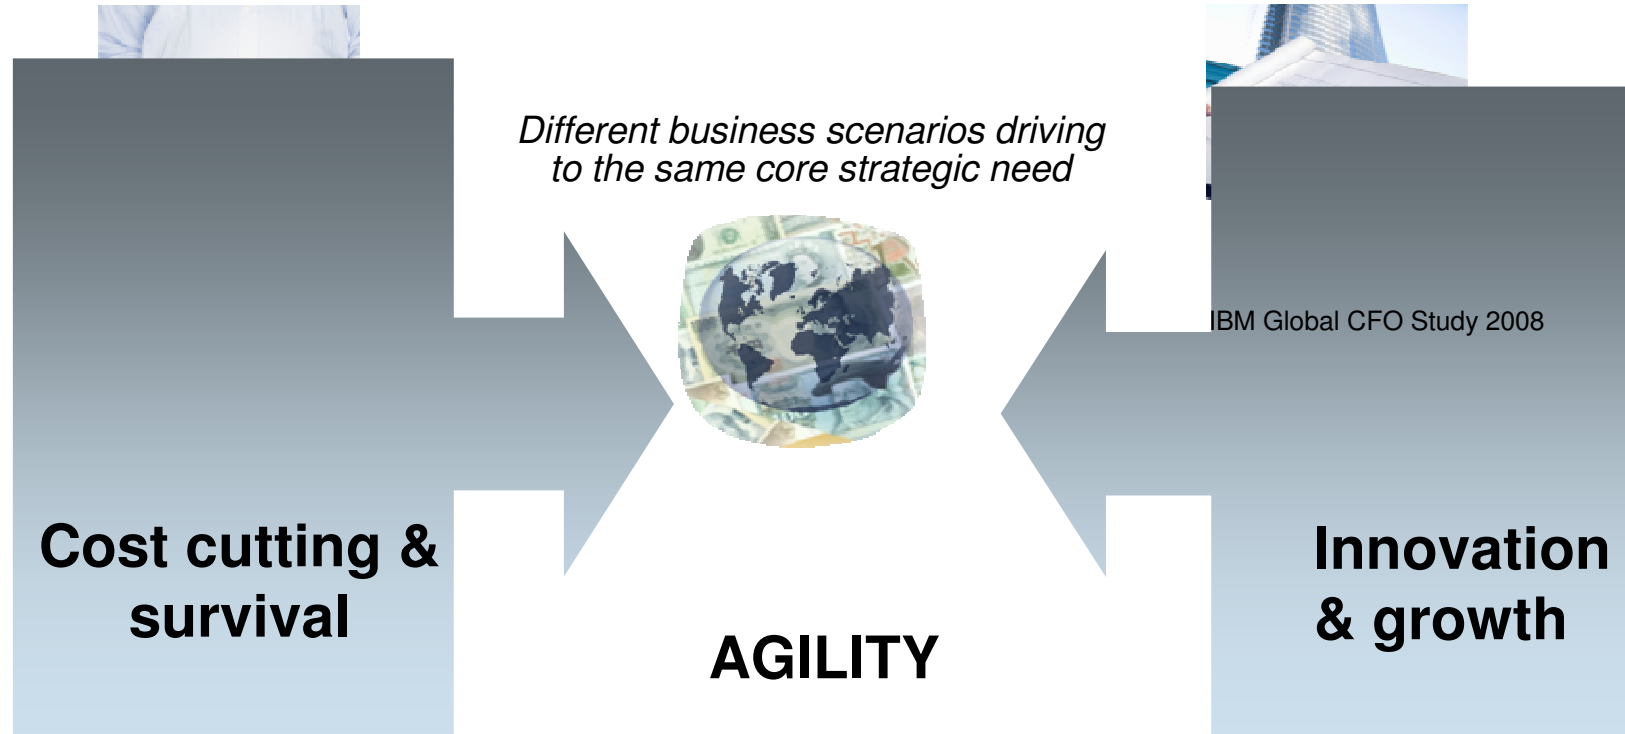 Different business scenarios driving
to the same core strategic need
IBM Global CFO Study 2008
Cost cutting &
survival
Innovation
& growth
AGILITY